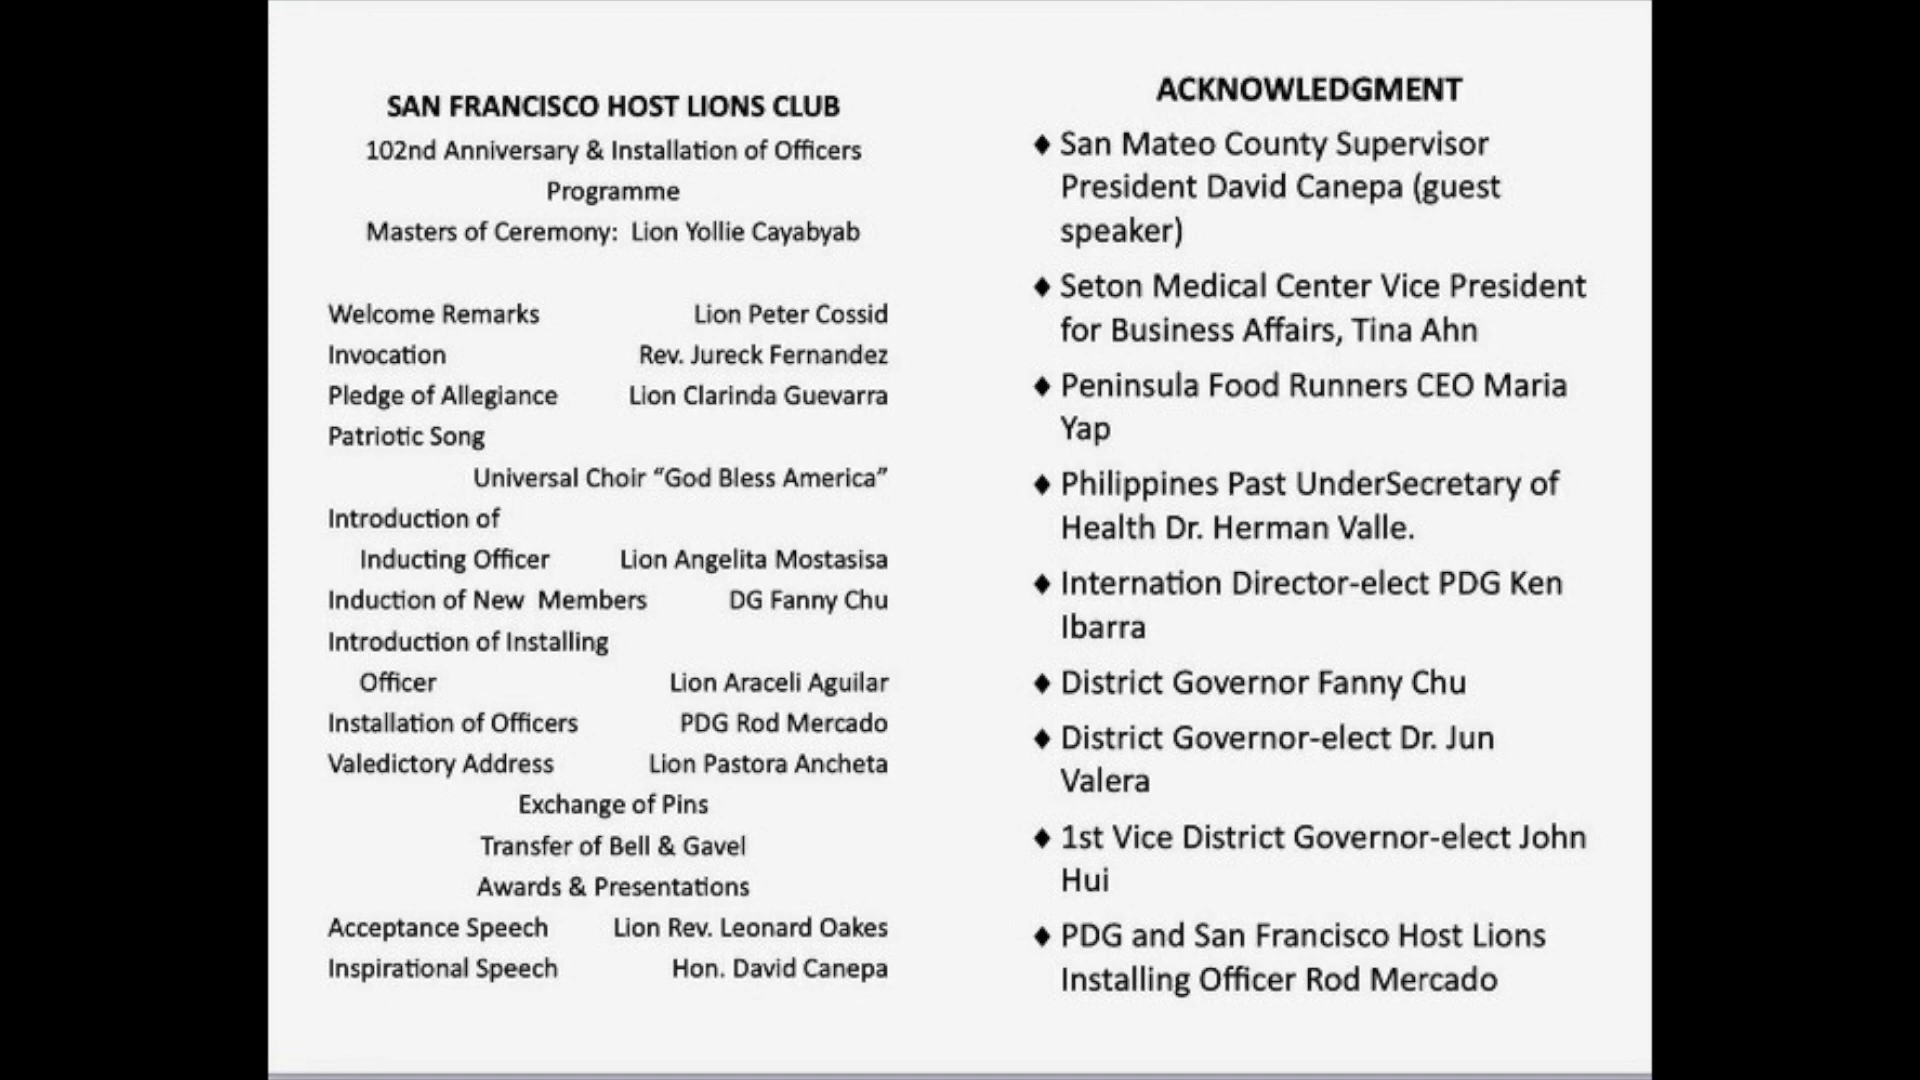 SAN FRANCISCO HOST LIONS CLUB
102nd Anniversary & Installation of Officers
Programme
Masters of Ceremony:  Lion Yollie Cayabyab
Welcome Remarks Lion Peter Cossid
Invocation Rev. Jureck Fernandez
Pledge of Allegiance Lion Clarinda Guevarra
Patriotic Song
Universal Choir “God Bless America”
Introduction of
Inducting Officer Lion Angelita Mostasisa
Induction of New  Members DG Fanny Chu
Introduction of Installing
Officer Lion Araceli Aguilar
Installation of Officers PDG Rod Mercado
Valedictory Address Lion Pastora Ancheta
Exchange of Pins
Transfer of Bell & Gavel
Awards & Presentations
Acceptance Speech Lion Rev. Leonard Oakes
Inspirational Speech Hon. David Canepa
ACKNOWLEDGMENT
♦ San Mateo County Supervisor
President David Canepa (guest
speaker)
♦ Seton Medical Center Vice President
for Business Affairs, Tina Ahn
♦ Peninsula Food Runners CEO Maria
Yap
♦ Philippines Past UnderSecretary of
Health Dr. Herman Valle.
♦ Internation Director-elect PDG Ken
Ibarra
♦ District Governor Fanny Chu
♦ District Governor-elect Dr. Jun
Valera
♦ 1st Vice District Governor-elect John
Hui
♦ PDG and San Francisco Host Lions
Installing Officer Rod Mercado